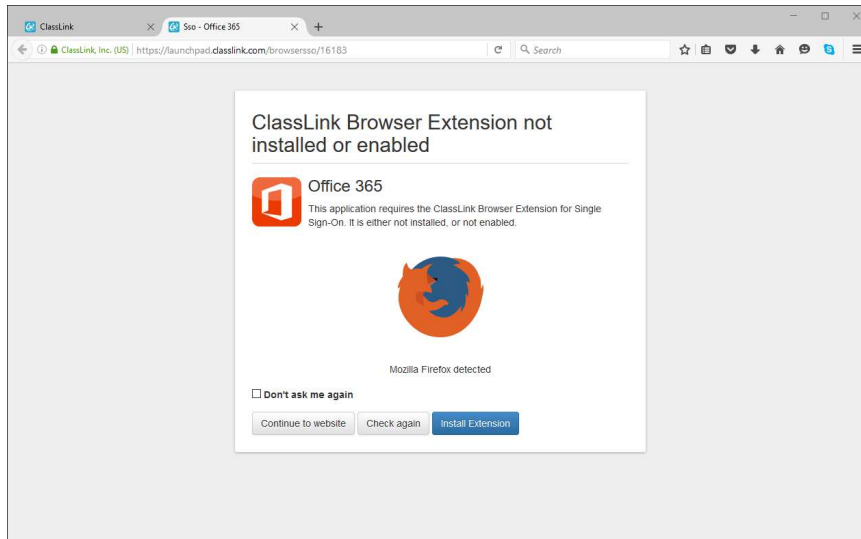 ClassLink
Sso - Office 365
ClassLink, Inc. (US)
https://launchpad.classlink.com/browsersso/16183
Search
ClassLink Browser Extension not
installed or enabled
Office 365
This application requires the ClassLink Browser Extension for Single
Sign-On. It is either not installed, or not enabled.
Mozilla Firefox detected
Don't ask me again
Continue to website
Check again
Install Extension